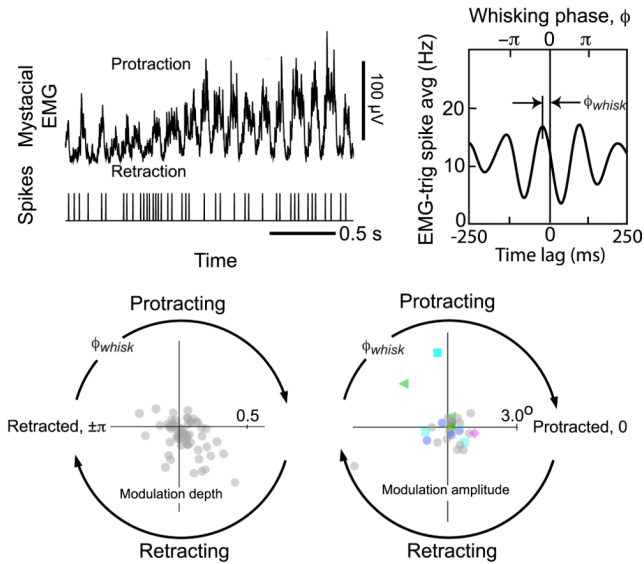 Mystacial
EMG
Protraction
Retraction
100 μV
Spikes
0.5 s
Time
Whisking phase, ϕ
−π 0 π
EMG-trig spike avg (Hz)
20
10
0
ϕwhisk
-250 0 250
Time lag (ms)
Protracting
ϕwhisk
Retracted, ±π
0.5
Modulation depth
Retracting
Protracting
ϕwhisk
3.0°
Protracted, 0
Modulation amplitude
Retracting